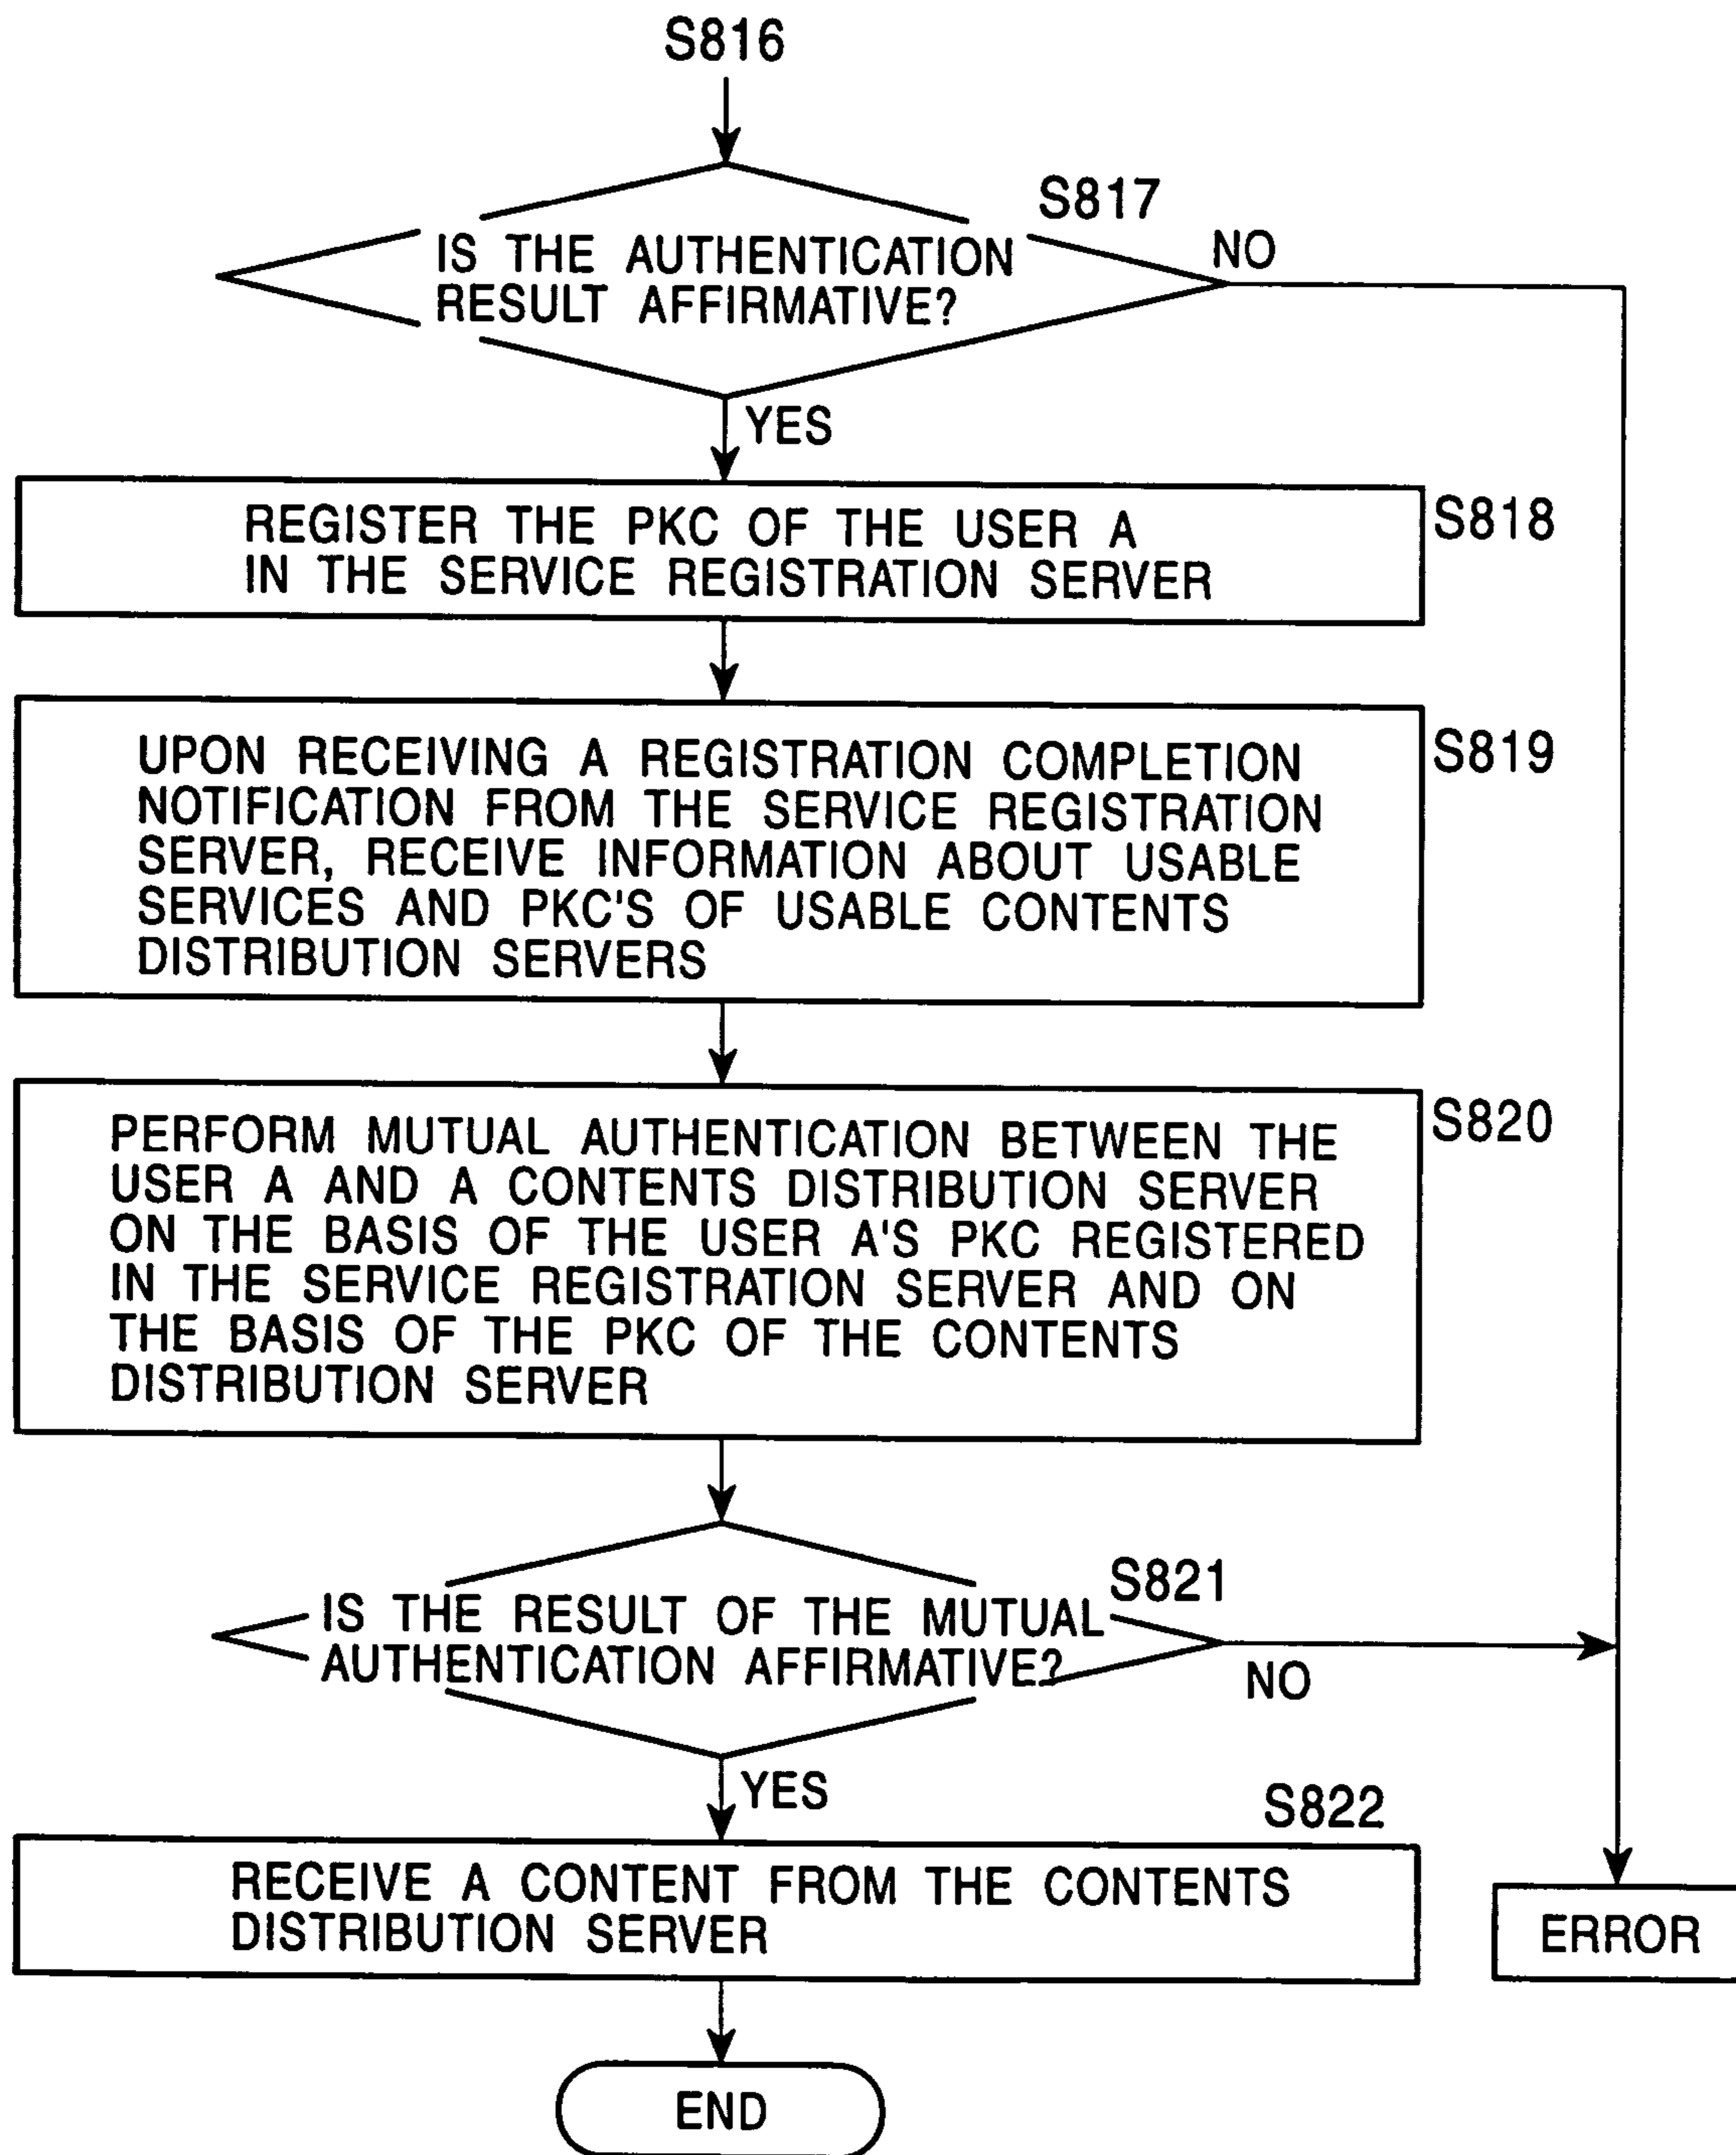 S816
S817
IS THE AUTHENTICATION
RESULT AFFIRMATIVE?
NO
YES
REGISTER THE PKC OF THE USER A
IN THE SERVICE REGISTRATION SERVER
S818
UPON RECEIVING A REGISTRATION COMPLETION
NOTIFICATION FROM THE SERVICE REGISTRATION
SERVER, RECEIVE INFORMATION ABOUT USABLE
SERVICES AND PKC'S OF USABLE CONTENTS
DISTRIBUTION SERVERS
S819
PERFORM MUTUAL AUTHENTICATION BETWEEN THE
USER A AND A CONTENTS DISTRIBUTION SERVER
ON THE BASIS OF THE USER A'S PKC REGISTERED
IN THE SERVICE REGISTRATION SERVER AND ON
THE BASIS OF THE PKC OF THE CONTENTS
DISTRIBUTION SERVER
S820
S821
IS THE RESULT OF THE MUTUAL
AUTHENTICATION AFFIRMATIVE?
NO
YES
S822
RECEIVE A CONTENT FROM THE CONTENTS
DISTRIBUTION SERVER
ERROR
END